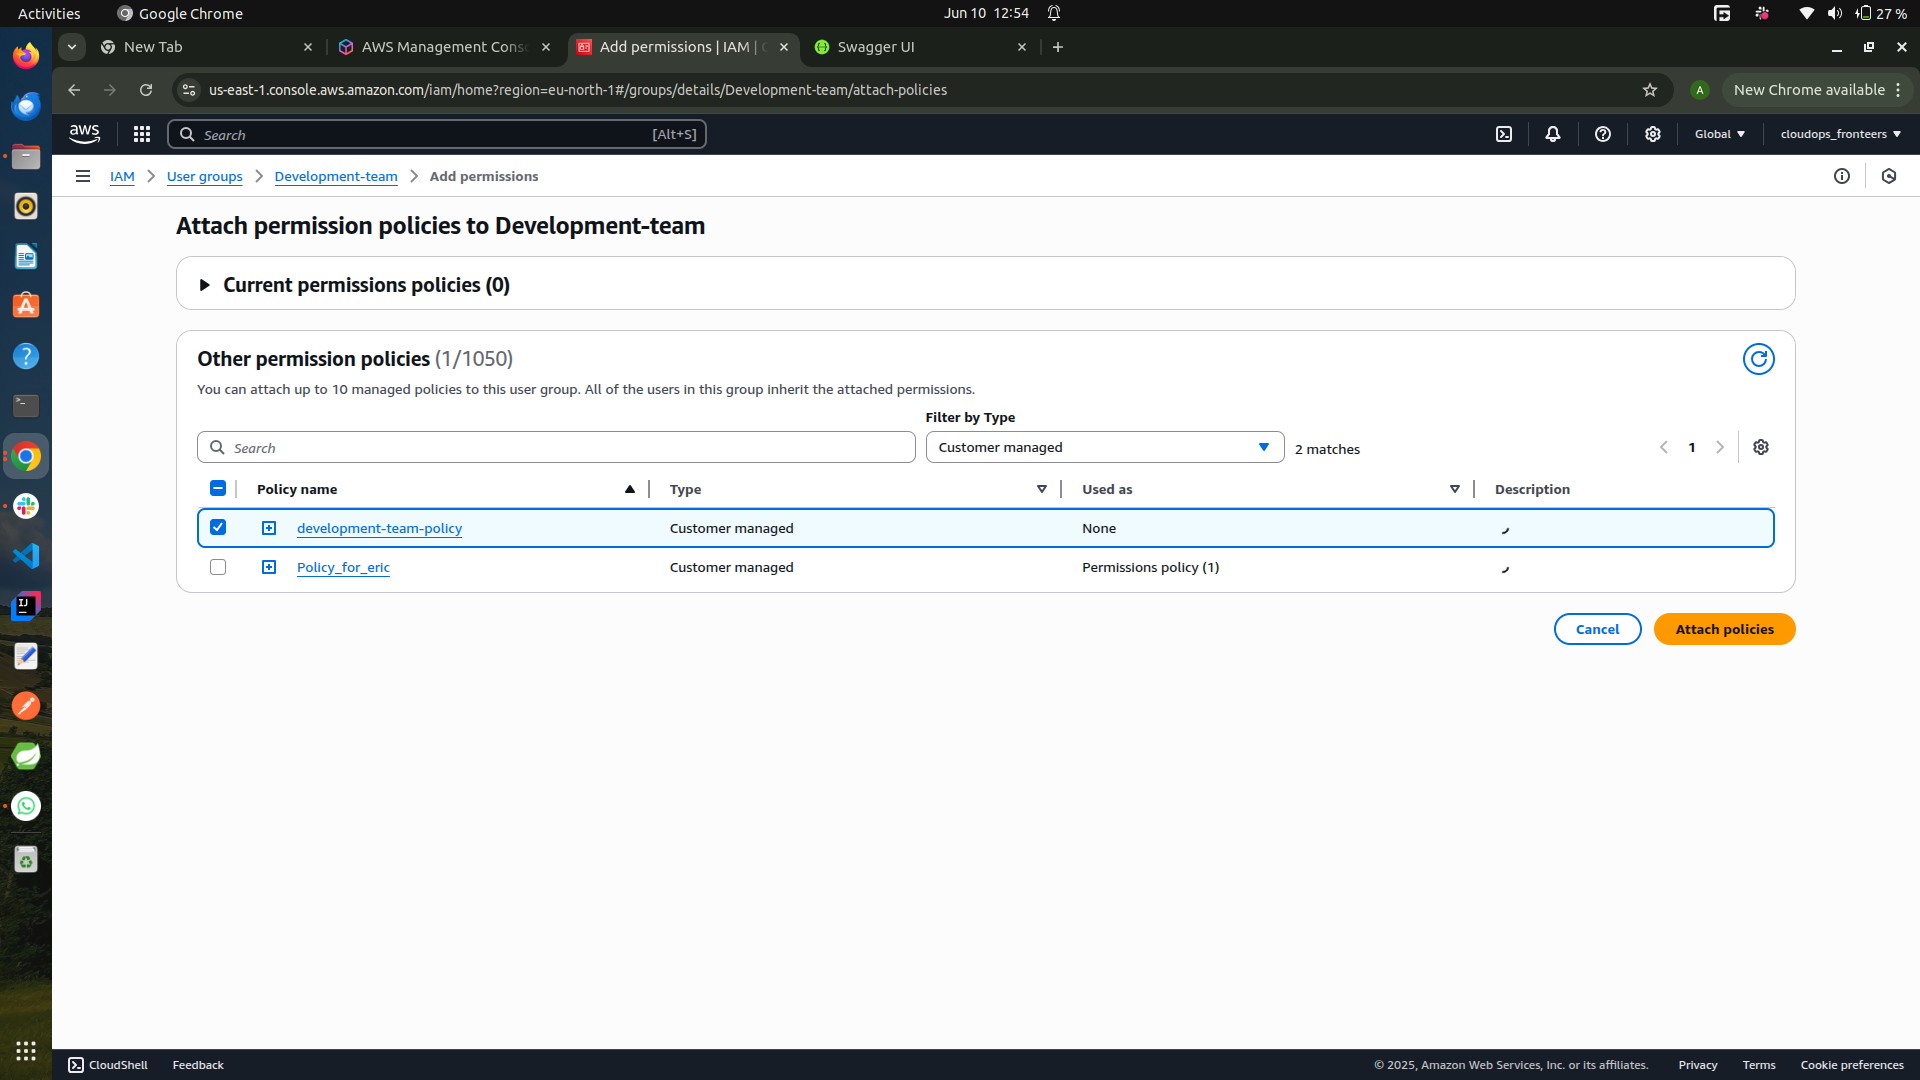 Activities
Google Chrome
Jun 10 12:54
27 %
New Tab
AWS Management Cons
Add permissions | IAM |
Swagger UI
us-east-1.console.aws.amazon.com/iam/home?region=eu-north-1#/groups/details/Development-team/attach-policies
A
New Chrome available
aws
Search
[Alt+S]
Global
cloudops_fronteers
IAM
User groups
Development-team
Add permissions
Attach permission policies to Development-team
Current permissions policies (0)
Other permission policies (1/1050)
You can attach up to 10 managed policies to this user group. All of the users in this group inherit the attached permissions.
Filter by Type
Search
Customer managed
2 matches
1
Policy name
Type
Used as
Description
development-team-policy
Customer managed
None
Policy_for_eric
Customer managed
Permissions policy (1)
Cancel
Attach policies
CloudShell
Feedback
© 2025, Amazon Web Services, Inc. or its affiliates.
Privacy
Terms
Cookie preferences